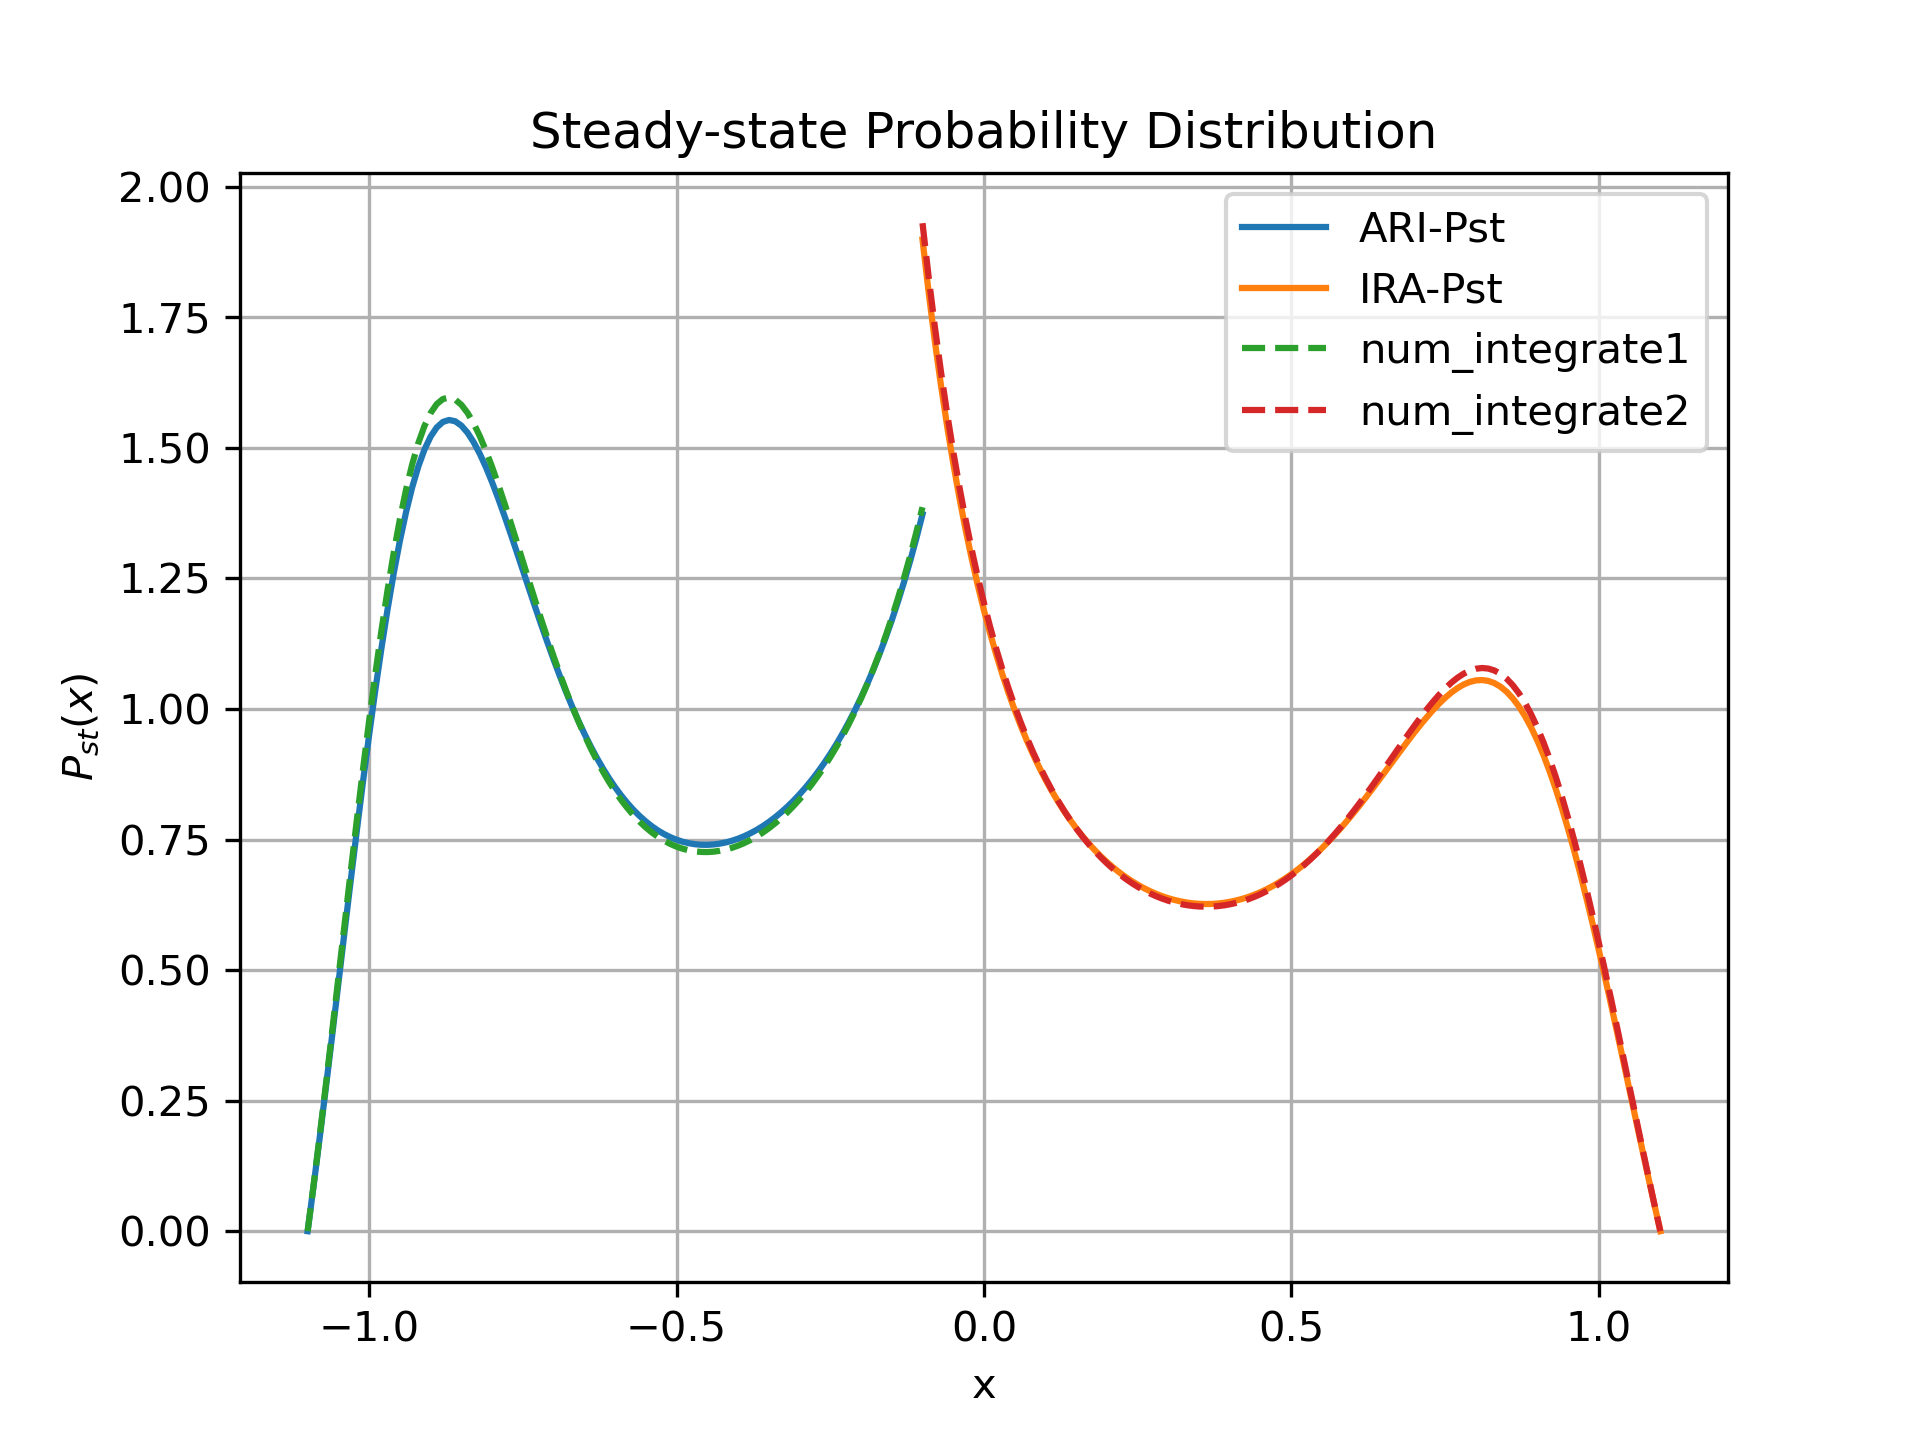 Steady-state Probability Distribution
ARI-Pst
IRA-Pst
num_integrate1
num_integrate2
P_{st}(x)
2.00
1.75
1.50
1.25
1.00
0.75
0.50
0.25
0.00
−1.0 −0.5 0.0 0.5 1.0
x